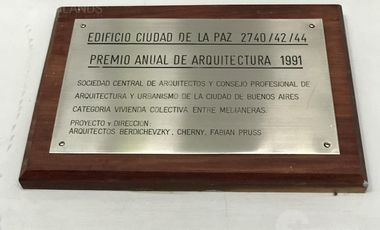 EDIFICIO CIUDAD DE LA PAZ 2740/42/44
PREMIO ANUAL DE ARQUITECTURA 1991
SOCIEDAD CENTRAL DE ARQUITECTOS Y CONSEJO PROFESIONAL DE
ARQUITECTURA Y URBANISMO DE LA CIUDAD DE BUENOS AIRES
CATEGORIA VIVIENDA COLECTIVA ENTRE MEDIANERAS
PROYECTO y DIRECCION:
ARQUITECTOS BERDICHEVZKY, CHERNY. FABIAN PRUSS